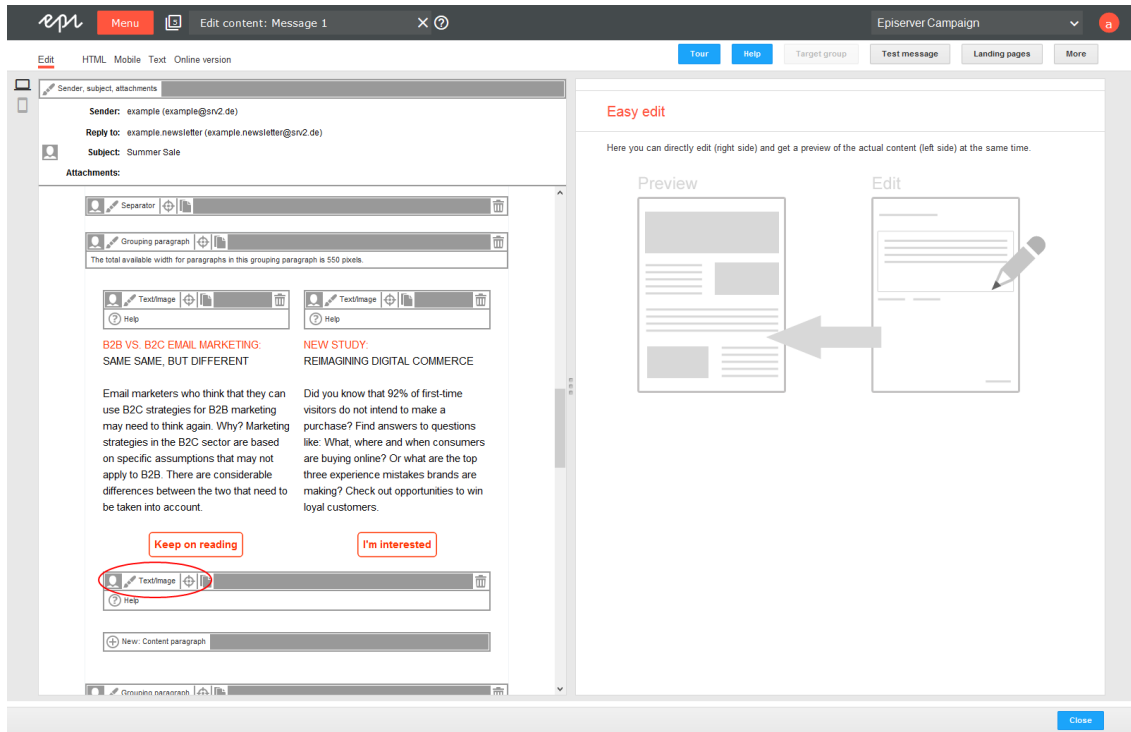 epi Menu 5 Edit content: Message 1 Episerver Campaign a
Edit HTML Mobile Text Online version Tour Help Target group Test message Landing pages More
Sender, subject, attachments
Sender: example (example@srv2.de)
Reply to: example.newsletter (example.newsletter@srv2.de)
Subject: Summer Sale
Attachments:
Separator
Grouping paragraph
The total available width for paragraphs in this grouping paragraph is 550 pixels.
Text/Image
Help
B2B VS. B2C EMAIL MARKETING:
SAME SAME, BUT DIFFERENT
Email marketers who think that they can
use B2C strategies for B2B marketing
may need to think again. Why? Marketing
strategies in the B2C sector are based
on specific assumptions that may not
apply to B2B. There are considerable
differences between the two that need to
be taken into account.
Keep on reading
Text/Image
Help
NEW STUDY:
REIMAGINING DIGITAL COMMERCE
Did you know that 92% of first-time
visitors do not intend to make a
purchase? Find answers to questions
like: What, where and when consumers
are buying online? Or what are the top
three experience mistakes brands are
making? Check out opportunities to win
loyal customers.
I'm interested
Text/Image
Help
New: Content paragraph
Grouping paragraph
Easy edit
Here you can directly edit (right side) and get a preview of the actual content (left side) at the same time.
Preview Edit
Close